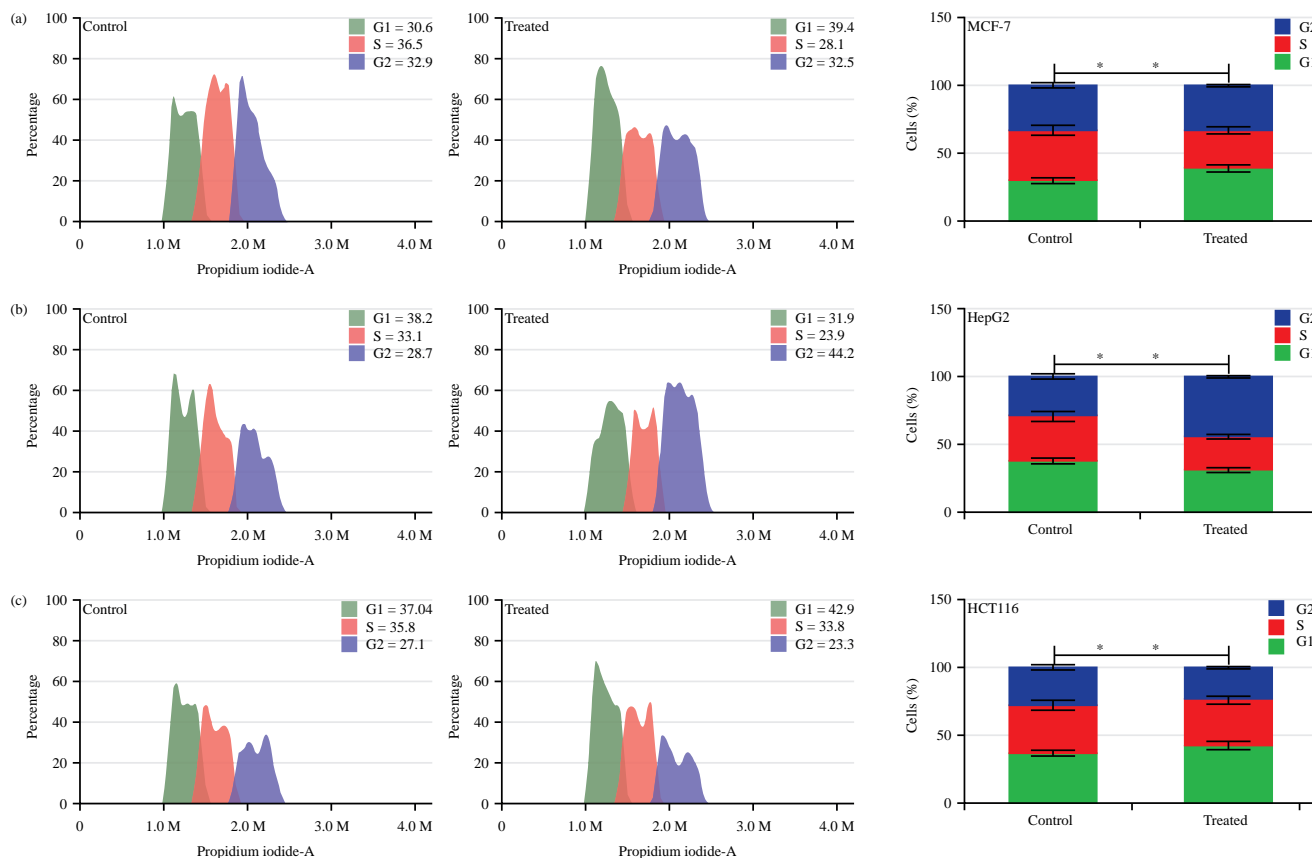 (a)
Control
G1 = 30.6
S = 36.5
G2 = 32.9
100
80
60
40
20
0
Percentage
0 1.0 M 2.0 M 3.0 M 4.0 M
Propidium iodide-A
Treated
G1 = 39.4
S = 28.1
G2 = 32.5
100
80
60
40
20
0
Percentage
0 1.0 M 2.0 M 3.0 M 4.0 M
Propidium iodide-A
MCF-7
G2
S
G1
* *
150
100
50
0
Cells (%)
Control Treated
(b)
Control
G1 = 38.2
S = 33.1
G2 = 28.7
100
80
60
40
20
0
Percentage
0 1.0 M 2.0 M 3.0 M 4.0 M
Propidium iodide-A
Treated
G1 = 31.9
S = 23.9
G2 = 44.2
100
80
60
40
20
0
Percentage
0 1.0 M 2.0 M 3.0 M 4.0 M
Propidium iodide-A
HepG2
G2
S
G1
* *
150
100
50
0
Cells (%)
Control Treated
(c)
Control
G1 = 37.04
S = 35.8
G2 = 27.1
100
80
60
40
20
0
Percentage
0 1.0 M 2.0 M 3.0 M 4.0 M
Propidium iodide-A
Treated
G1 = 42.9
S = 33.8
G2 = 23.3
100
80
60
40
20
0
Percentage
0 1.0 M 2.0 M 3.0 M 4.0 M
Propidium iodide-A
HCT116
G2
S
G1
* *
150
100
50
0
Cells (%)
Control Treated